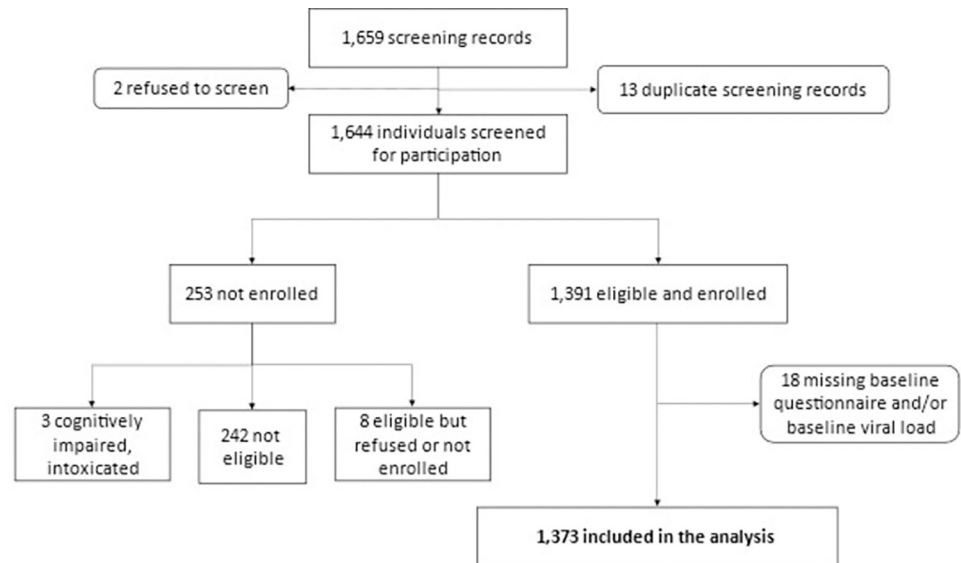 1,659 screening records
2 refused to screen
13 duplicate screening records
1,644 individuals screened
for participation
253 not enrolled
1,391 eligible and enrolled
3 cognitively
impaired,
intoxicated
242 not
eligible
8 eligible but
refused or not
enrolled
18 missing baseline
questionnaire and/or
baseline viral load
1,373 included in the analysis